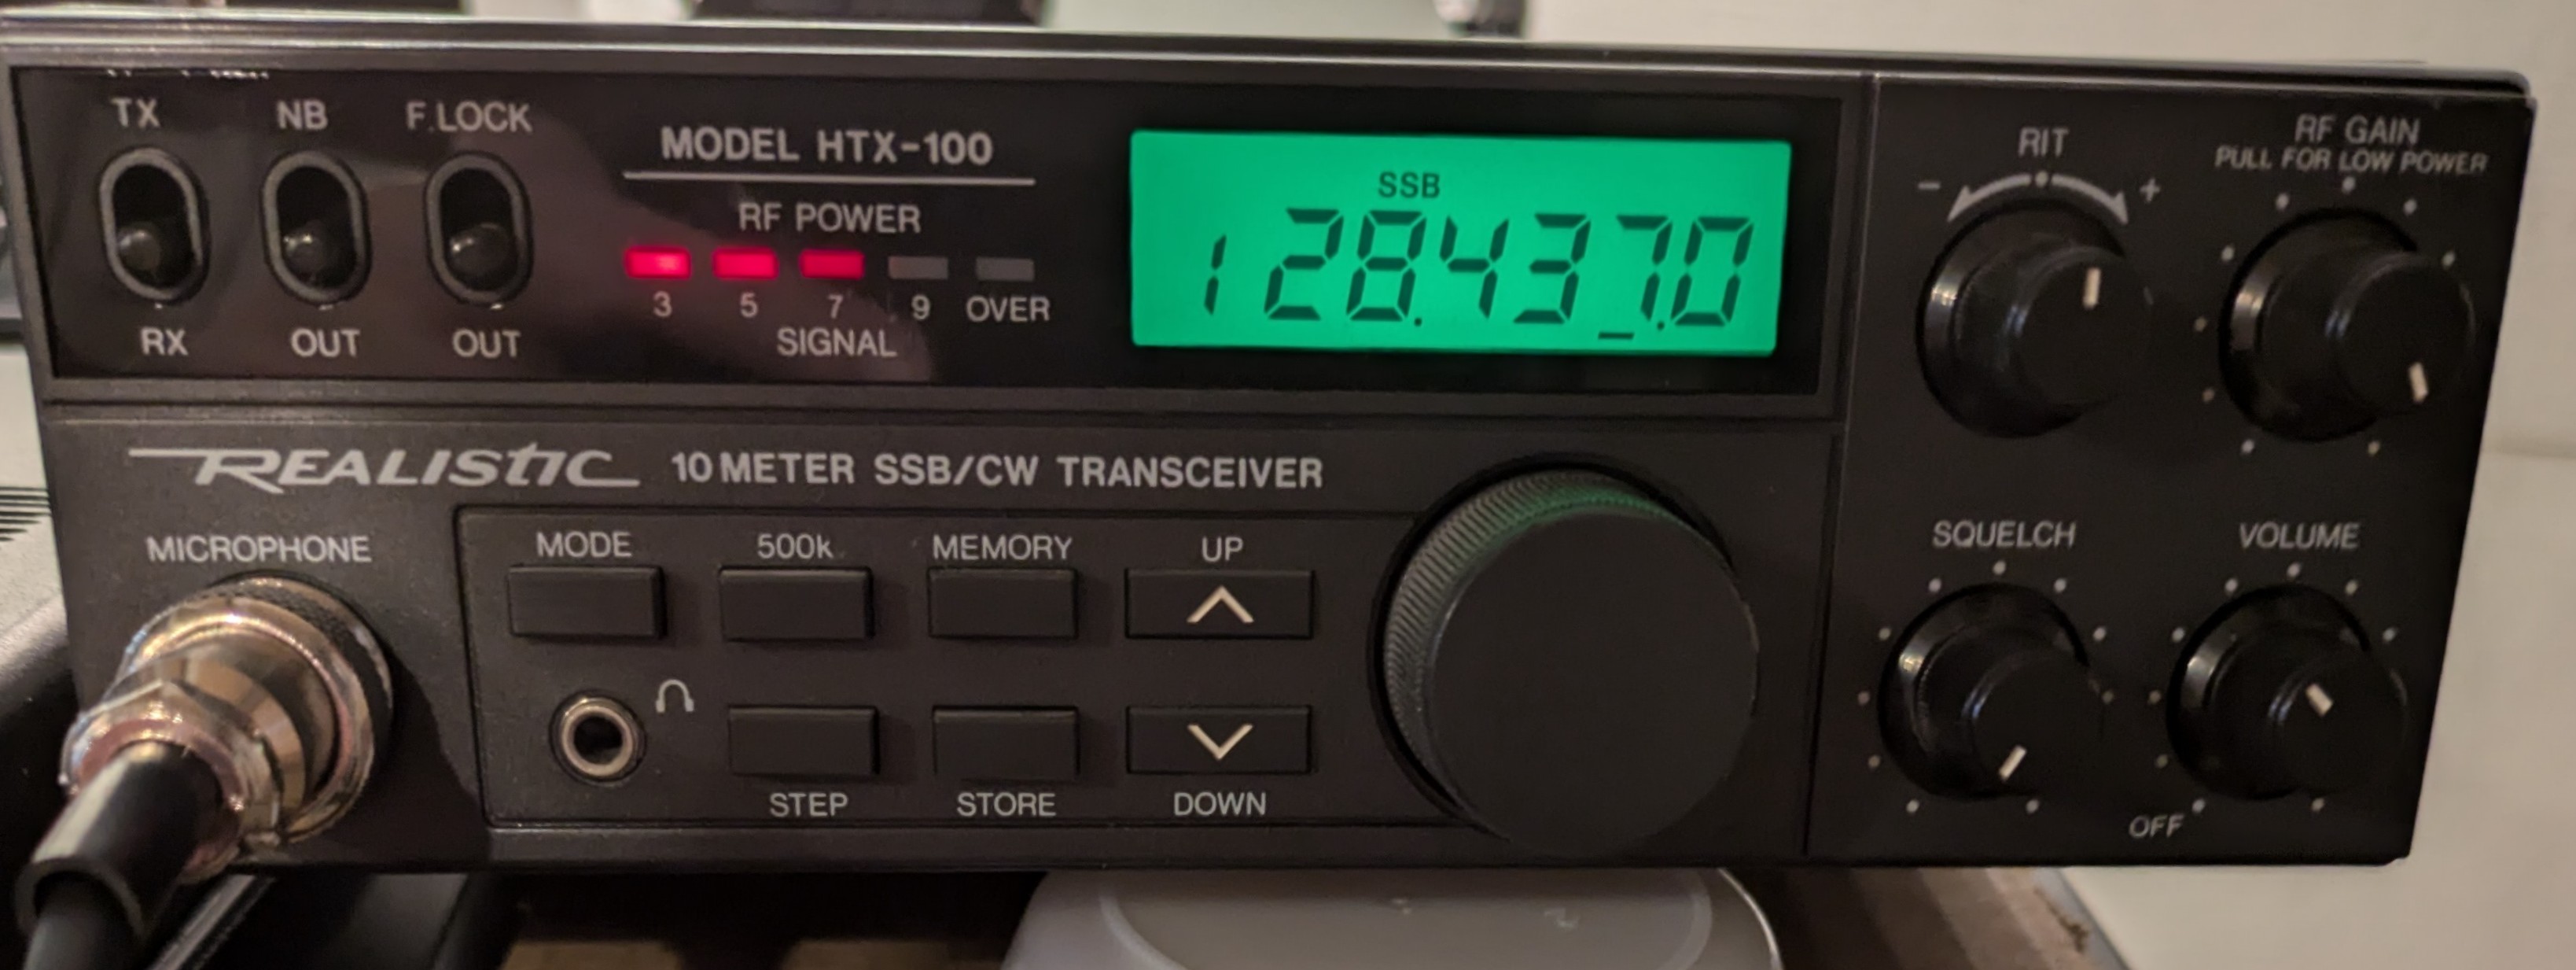 TX NB F.LOCK
MODEL HTX-100
RF POWER
3 5 7 9 OVER
SIGNAL
RX OUT OUT
SSB
1 28.437.0
RIT
- +
RF GAIN
PULL FOR LOW POWER
REALISTIC 10 METER SSB/CW TRANSCEIVER
MICROPHONE
MODE 500k MEMORY UP
STEP STORE DOWN
SQUELCH VOLUME
OFF